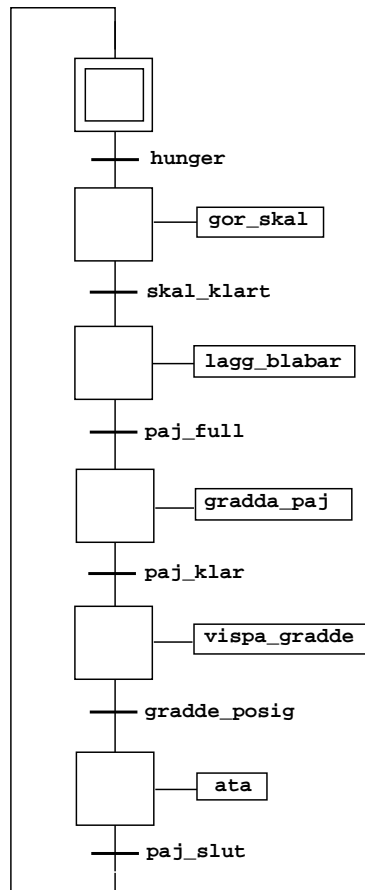 hunger
gor_skal
skal_klart
lagg_blabar
paj_full
gradda_paj
paj_klar
vispa_gradde
gradde_posig
ata
paj_slut